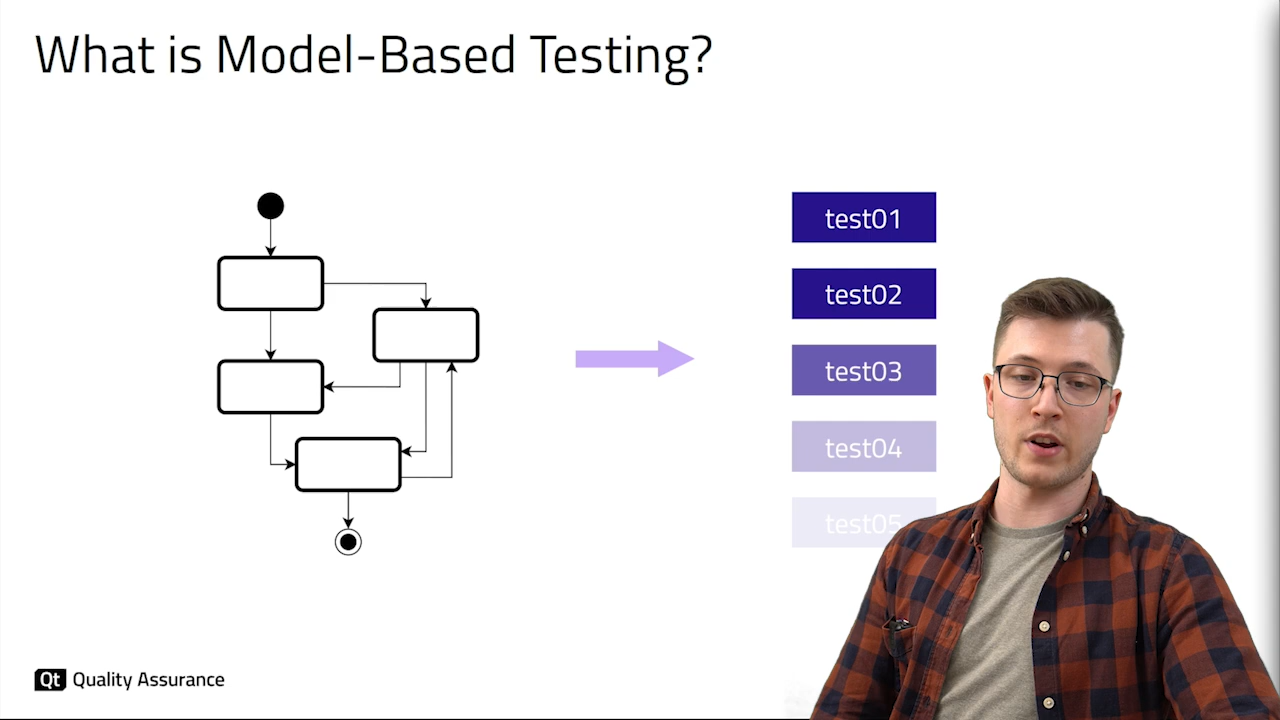 What is Model-Based Testing?
test01
test02
test03
test04
test05
Qt Quality Assurance